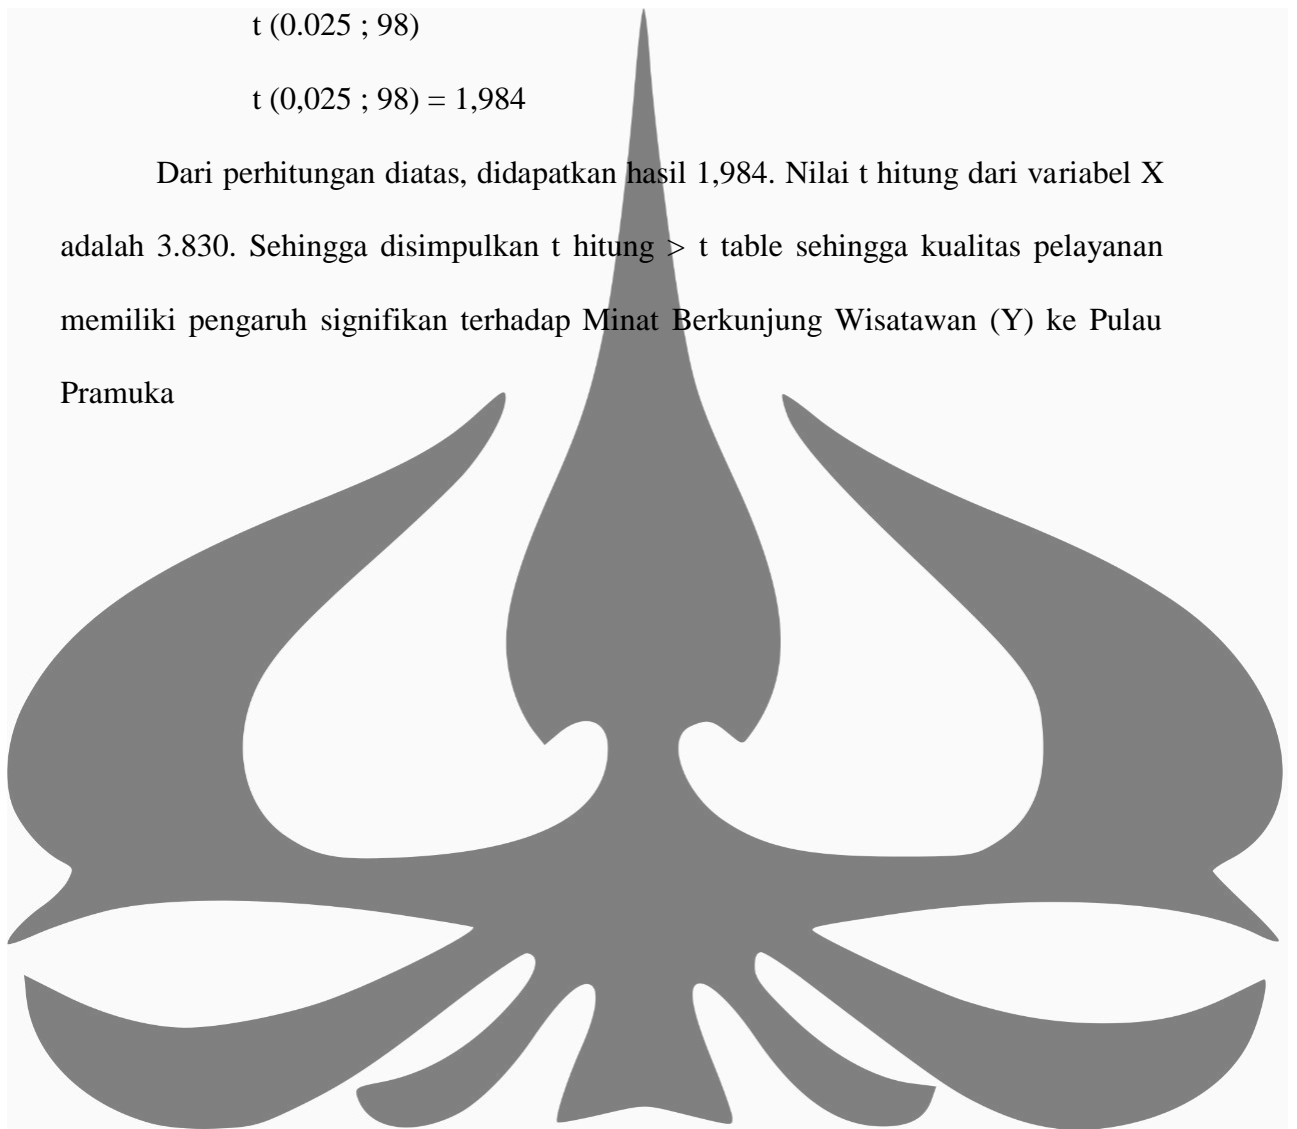 t (0.025 ; 98)
t (0,025 ; 98) = 1,984
Dari perhitungan diatas, didapatkan hasil 1,984. Nilai t hitung dari variabel X
adalah 3.830. Sehingga disimpulkan t hitung > t table sehingga kualitas pelayanan
memiliki pengaruh signifikan terhadap Minat Berkunjung Wisatawan (Y) ke Pulau
Pramuka